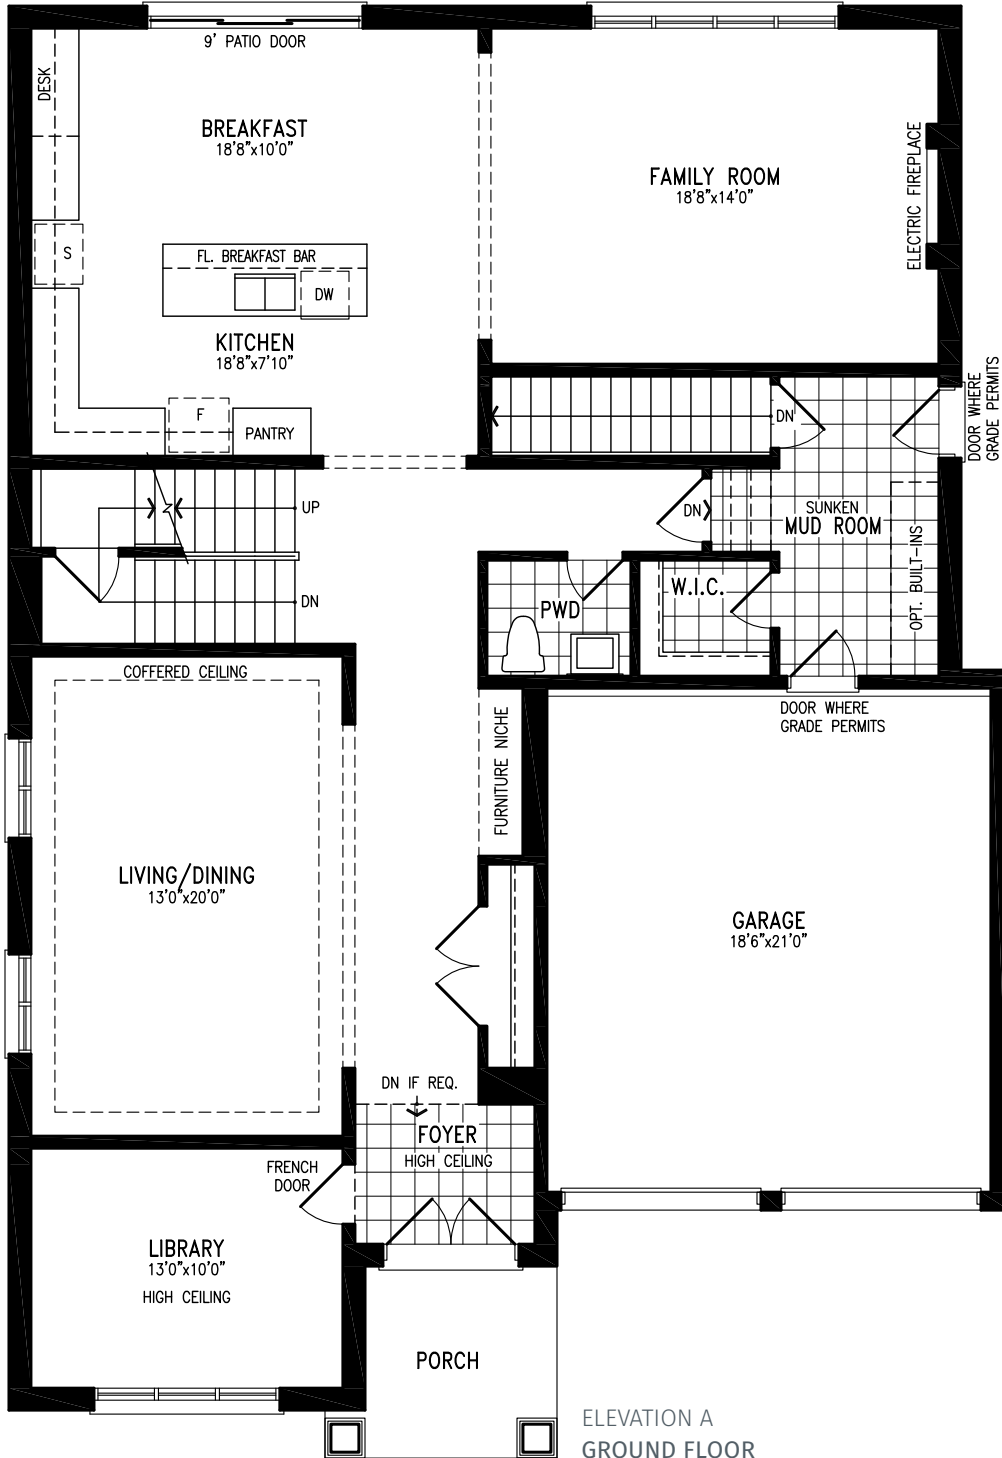 9' PATIO DOOR
DESK
BREAKFAST
18'8"x10'0"
FAMILY ROOM
18'8"x14'0"
ELECTRIC FIREPLACE
S
FL. BREAKFAST BAR
DW
KITCHEN
18'8"x7'10"
F
PANTRY
DN
DOOR WHERE
GRADE PERMITS
UP
DN
SUNKEN
MUD ROOM
OPT. BUILT-INS
W.I.C.
PWD
DN
COFFERED CEILING
DOOR WHERE
GRADE PERMITS
FURNITURE NICHE
LIVING/DINING
13'0"x20'0"
GARAGE
18'6"x21'0"
DN IF REQ.
FOYER
HIGH CEILING
FRENCH
DOOR
LIBRARY
13'0"x10'0"
HIGH CEILING
PORCH
ELEVATION A
GROUND FLOOR